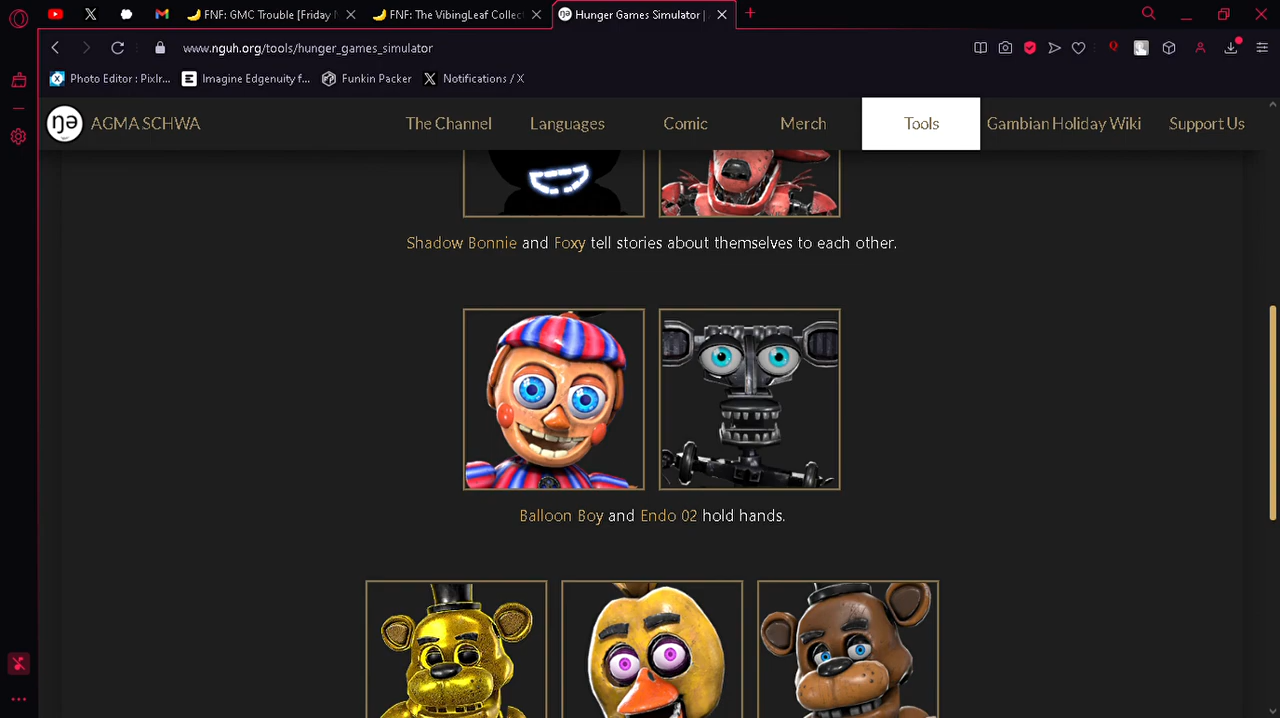 FNF: GMC Trouble [Friday N
FNF: The VibingLeaf Collec
Hunger Games Simulator |
www.nguh.org/tools/hunger_games_simulator
Photo Editor : Pixlr...
Imagine Edgenuity f...
Funkin Packer
Notifications / X
ŋə
AGMA SCHWA
The Channel
Languages
Comic
Merch
Tools
Gambian Holiday Wiki
Support Us
Shadow Bonnie and Foxy tell stories about themselves to each other.
Balloon Boy and Endo 02 hold hands.